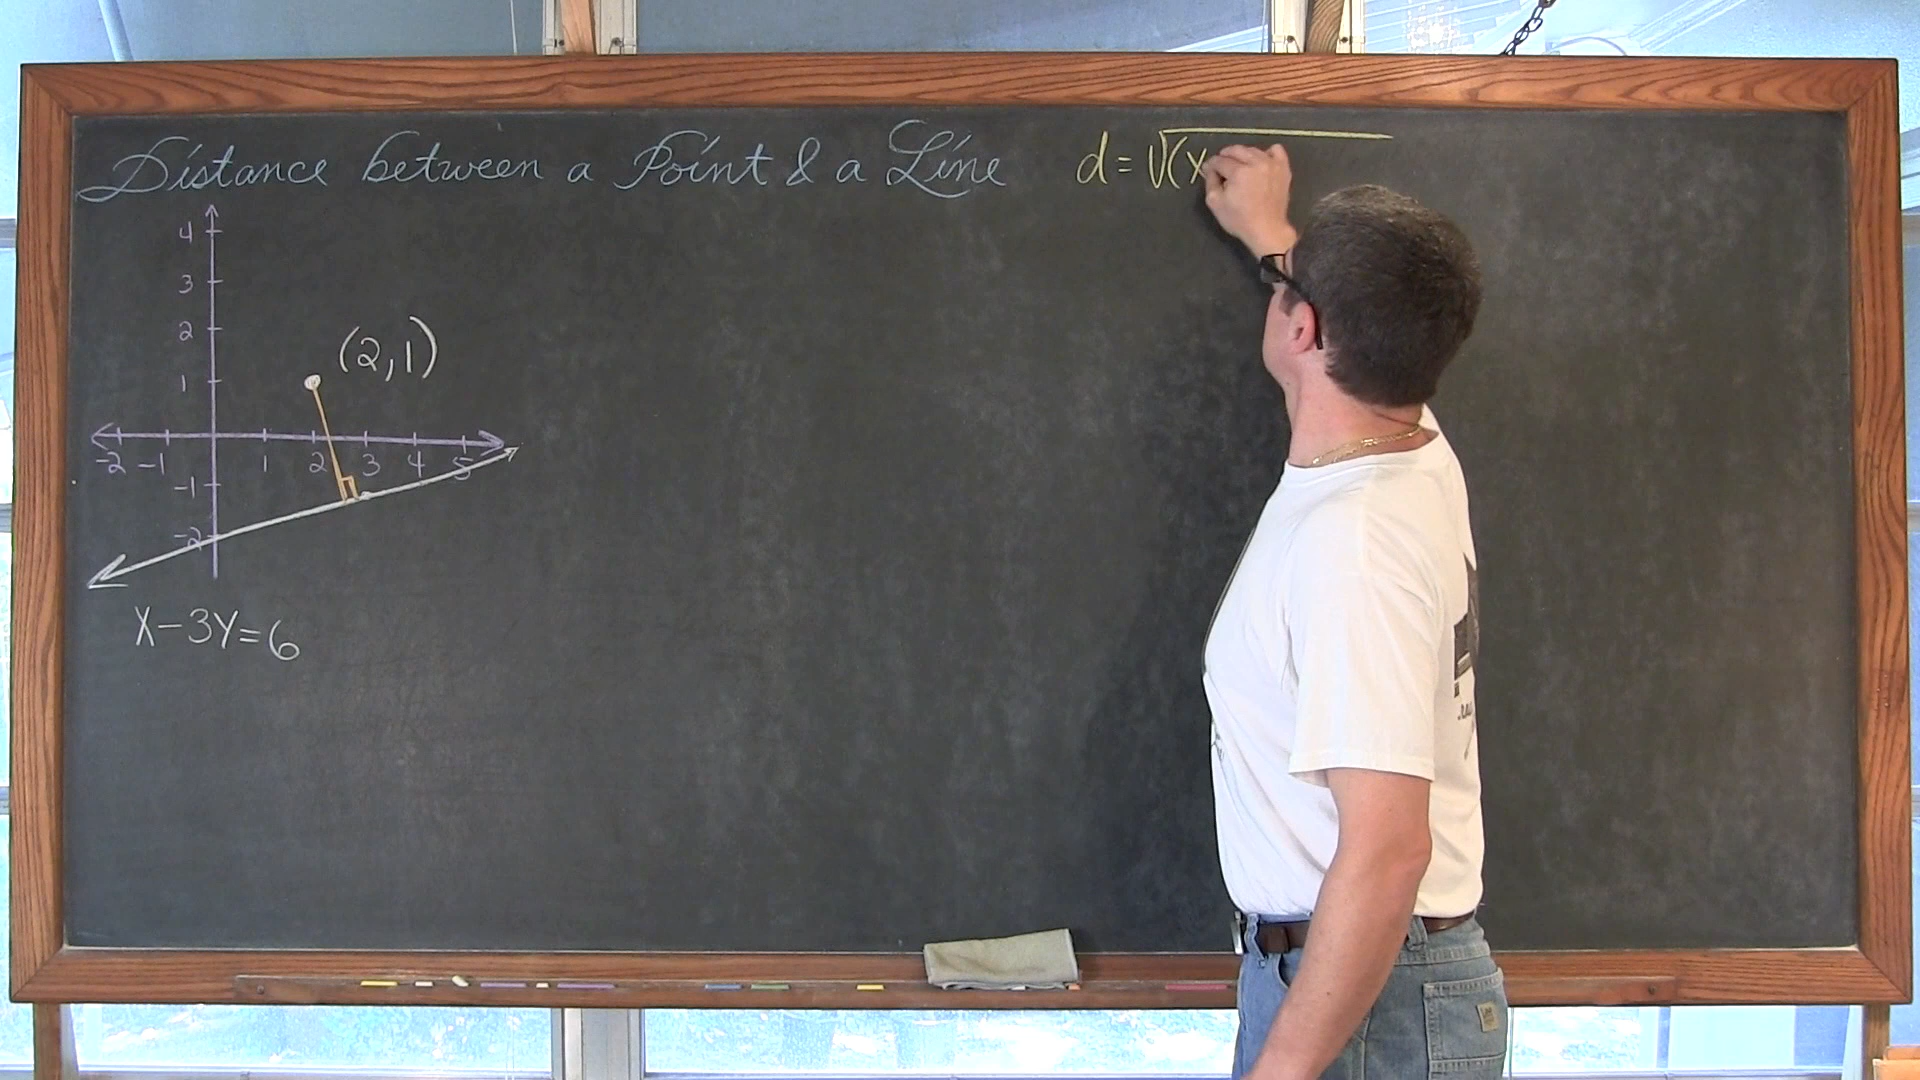 Distance between a Point & a Line
d = √(x
4
3
2
(2,1)
1
-2 -1 1 2 3 4 5
-1
-2
X-3Y=6